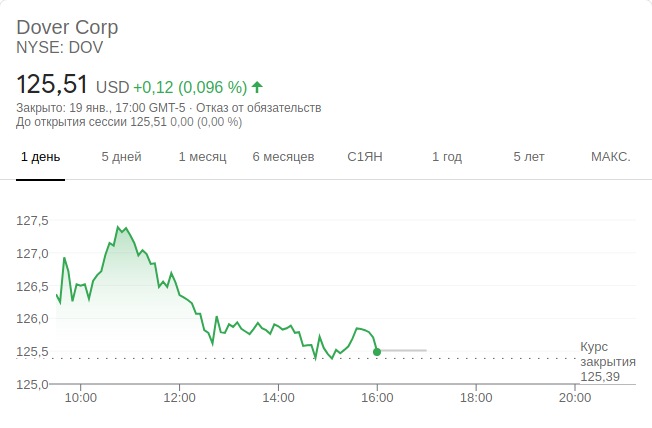 Dover Corp
NYSE: DOV
125,51 USD +0,12 (0,096 %)
Закрыто: 19 янв., 17:00 GMT-5 · Отказ от обязательств
До открытия сессии 125,51 0,00 (0,00 %)
1 день 5 дней 1 месяц 6 месяцев С1ЯН 1 год 5 лет МАКС.
127,5
127,0
126,5
126,0
125,5
125,0
Курс
закрытия
125,39
10:00 12:00 14:00 16:00 18:00 20:00